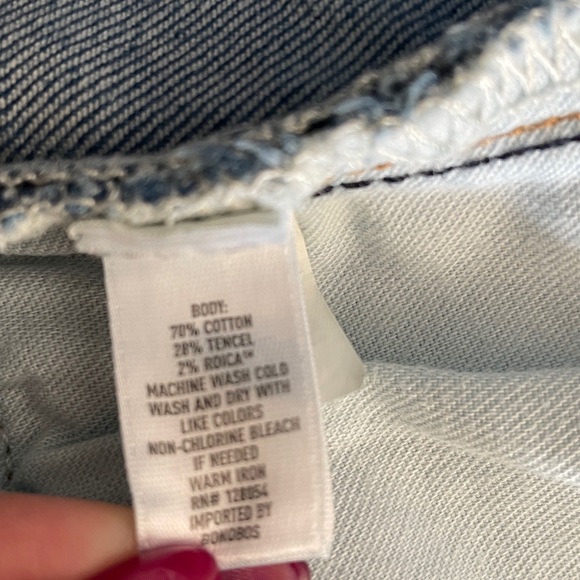 BODY:
70% COTTON
28% TENCEL
2% ROICA™
MACHINE WASH COLD
WASH AND DRY WITH
LIKE COLORS
NON-CHLORINE BLEACH
IF NEEDED
WARM IRON
RN# 128054
IMPORTED BY
BONOBOS